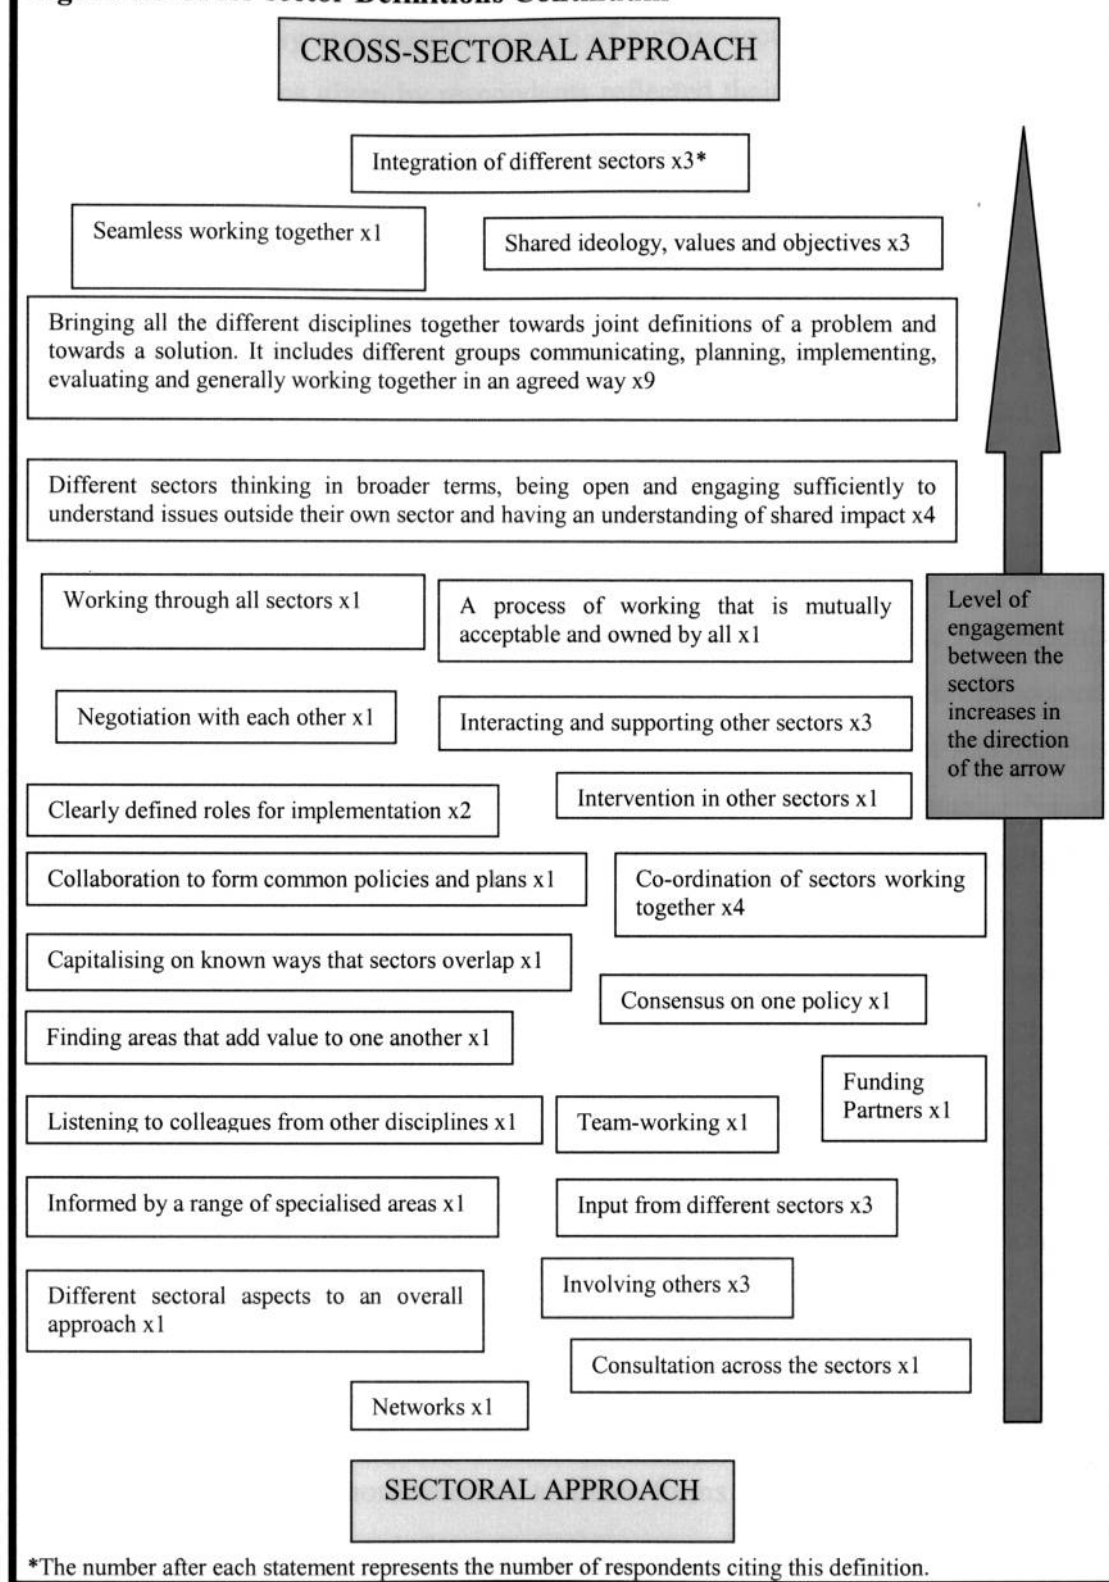 CROSS-SECTORAL APPROACH
Integration of different sectors x3*
Seamless working together x1
Shared ideology, values and objectives x3
Bringing all the different disciplines together towards joint definitions of a problem and
towards a solution. It includes different groups communicating, planning, implementing,
evaluating and generally working together in an agreed way x9
Different sectors thinking in broader terms, being open and engaging sufficiently to
understand issues outside their own sector and having an understanding of shared impact x4
Working through all sectors x1
A process of working that is mutually
acceptable and owned by all x1
Level of
engagement
between the
sectors
increases in
the direction
of the arrow
Negotiation with each other x1
Interacting and supporting other sectors x3
Clearly defined roles for implementation x2
Intervention in other sectors x1
Collaboration to form common policies and plans x1
Co-ordination of sectors working
together x4
Capitalising on known ways that sectors overlap x1
Consensus on one policy x1
Finding areas that add value to one another x1
Funding
Partners x1
Listening to colleagues from other disciplines x1
Team-working x1
Informed by a range of specialised areas x1
Input from different sectors x3
Different sectoral aspects to an overall
approach x1
Involving others x3
Consultation across the sectors x1
Networks x1
SECTORAL APPROACH
*The number after each statement represents the number of respondents citing this definition.